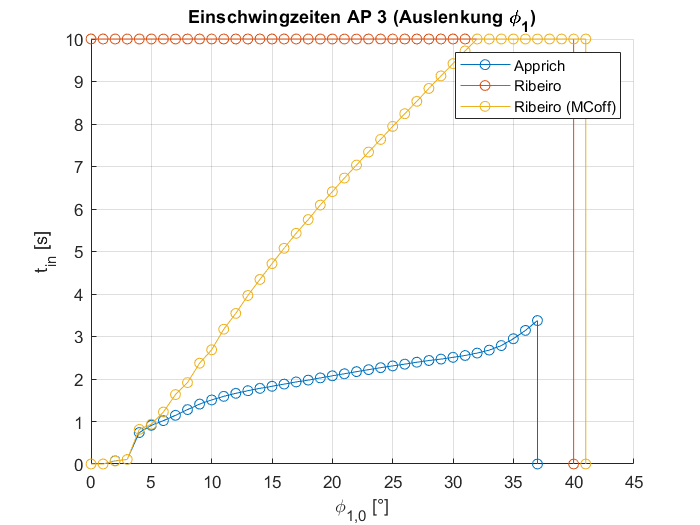 Einschwingzeiten AP 3 (Auslenkung ϕ1)
10
9
8
7
6
5
4
3
2
1
0
tin [s]
Apprich
Ribeiro
Ribeiro (MCoff)
0 5 10 15 20 25 30 35 40 45
ϕ1,0 [°]